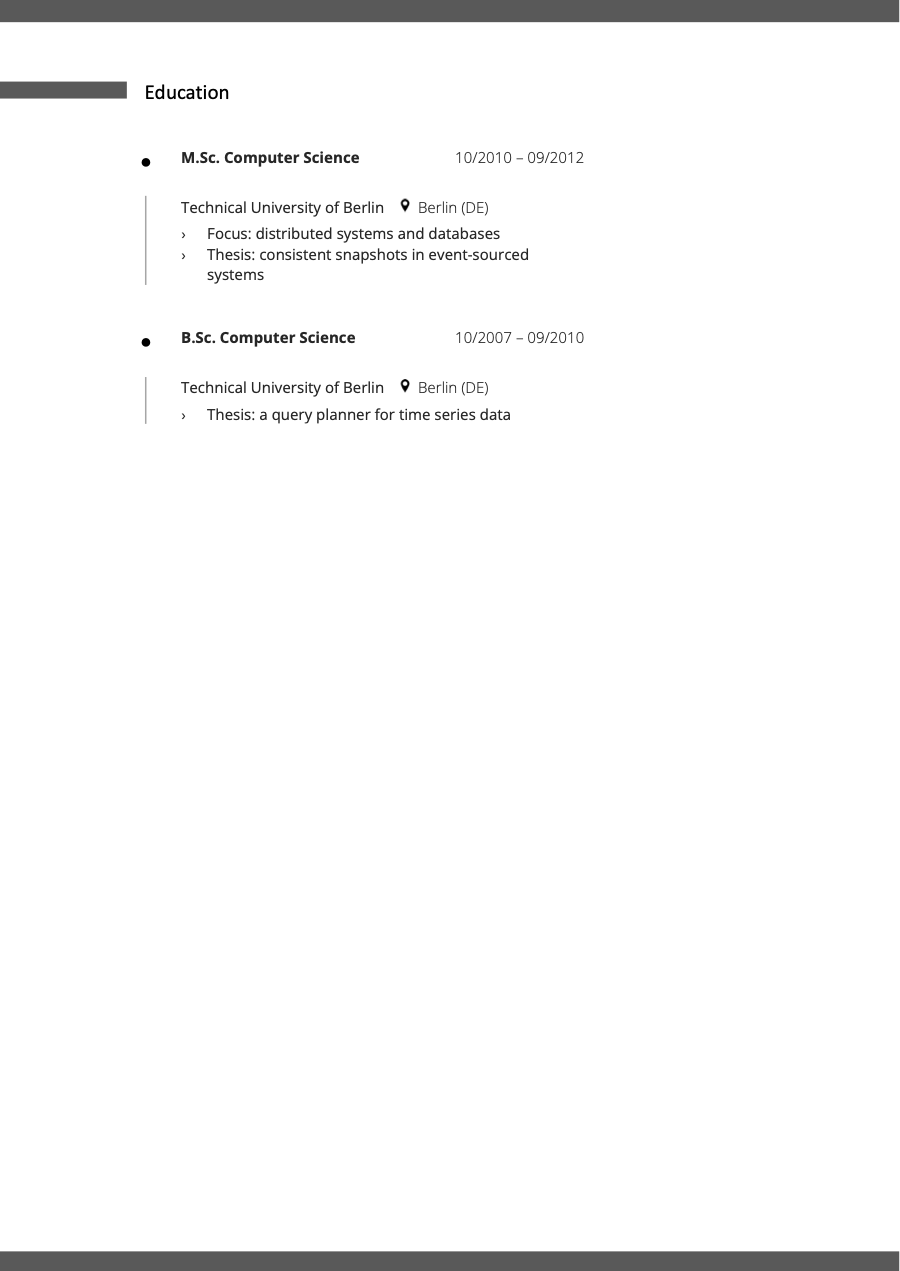 Education
M.Sc. Computer Science 10/2010 – 09/2012
Technical University of Berlin Berlin (DE)
› Focus: distributed systems and databases
› Thesis: consistent snapshots in event-sourced
systems
B.Sc. Computer Science 10/2007 – 09/2010
Technical University of Berlin Berlin (DE)
› Thesis: a query planner for time series data